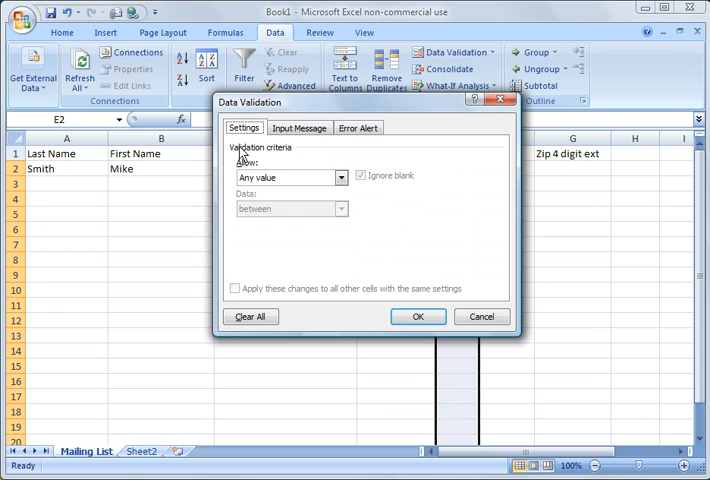 Book1 - Microsoft Excel non-commercial use
Home Insert Page Layout Formulas Data Review View
Get External Data
Refresh All
Connections
Properties
Edit Links
Connections
Sort
Filter
Clear
Reapply
Advanced
Text to Columns
Remove Duplicates
Data Validation
Consolidate
What-If Analysis
Group
Ungroup
Subtotal
Outline
E2
fx
A B G H I
1 Last Name First Name Zip 4 digit ext
2 Smith Mike
3
4
5
6
7
8
9
10
11
12
13
14
15
16
17
18
19
20
Data Validation
Settings Input Message Error Alert
Validation criteria
Allow:
Any value
Ignore blank
Data:
between
Apply these changes to all other cells with the same settings
Clear All OK Cancel
Mailing List Sheet2
Ready 100%